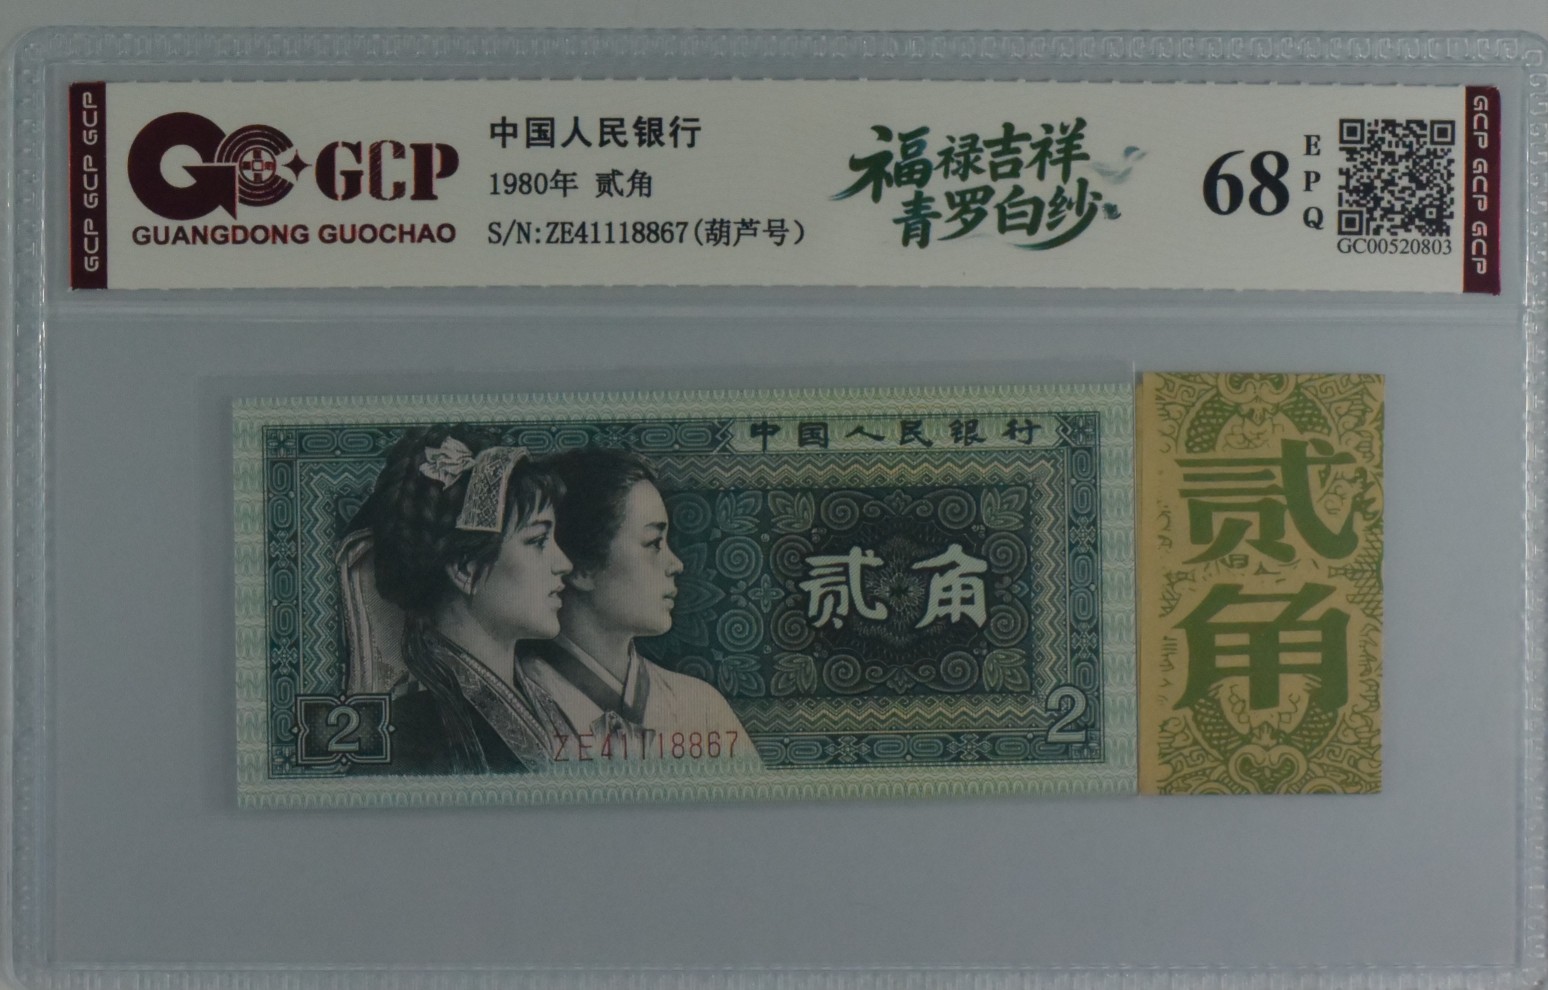 GCP GCP GCP
GCP
GUANGDONG GUOCHAO
中国人民银行
1980年 贰角
S/N:ZE41118867(葫芦号)
福禄吉祥
青罗白纱
68
EPQ
GC00520803
GCP GCP GCP
中国人民银行
贰角
2
2
ZE41118867
贰角